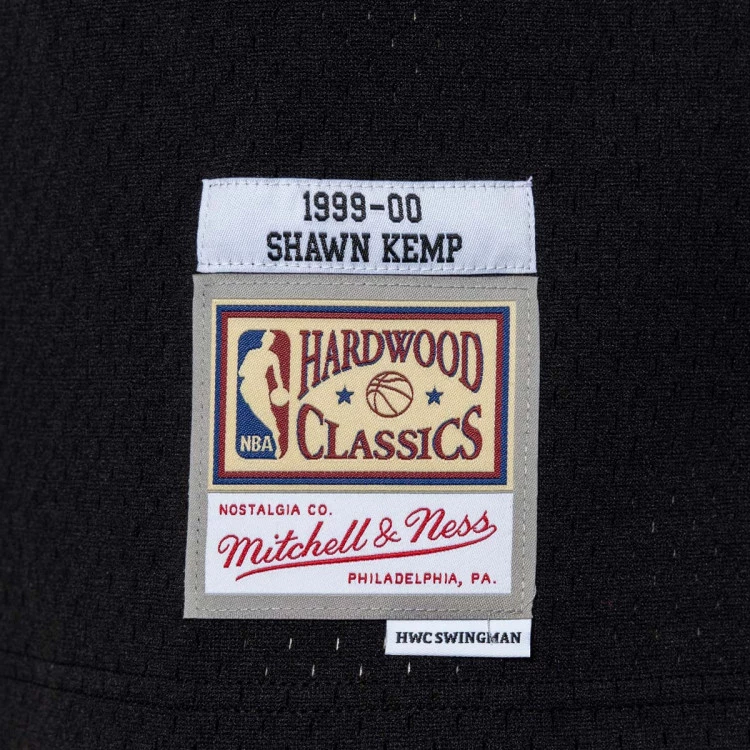 1999-00
SHAWN KEMP
HARDWOOD
CLASSICS
NBA
NOSTALGIA CO.
Mitchell & Ness
PHILADELPHIA, PA.
HWC SWINGMAN